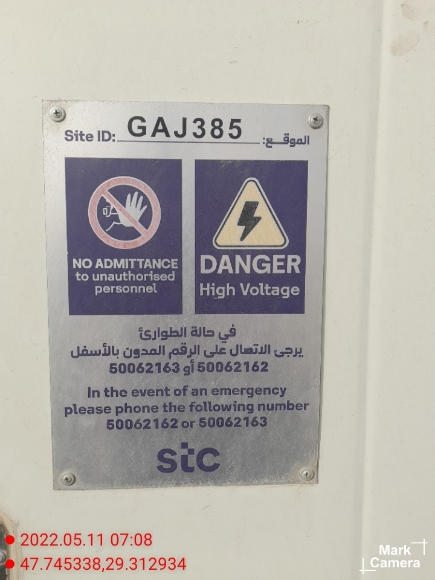 Site ID: GAJ385 الموقع:
NO ADMITTANCE
to unauthorised
personnel
DANGER
High Voltage
في حالة الطوارئ
يرجى الاتصال على الرقم المدون بالأسفل
50062162 أو 50062163
In the event of an emergency
please phone the following number
50062162 or 50062163
stc
2022.05.11 07:08
47.745338,29.312934
Mark
Camera